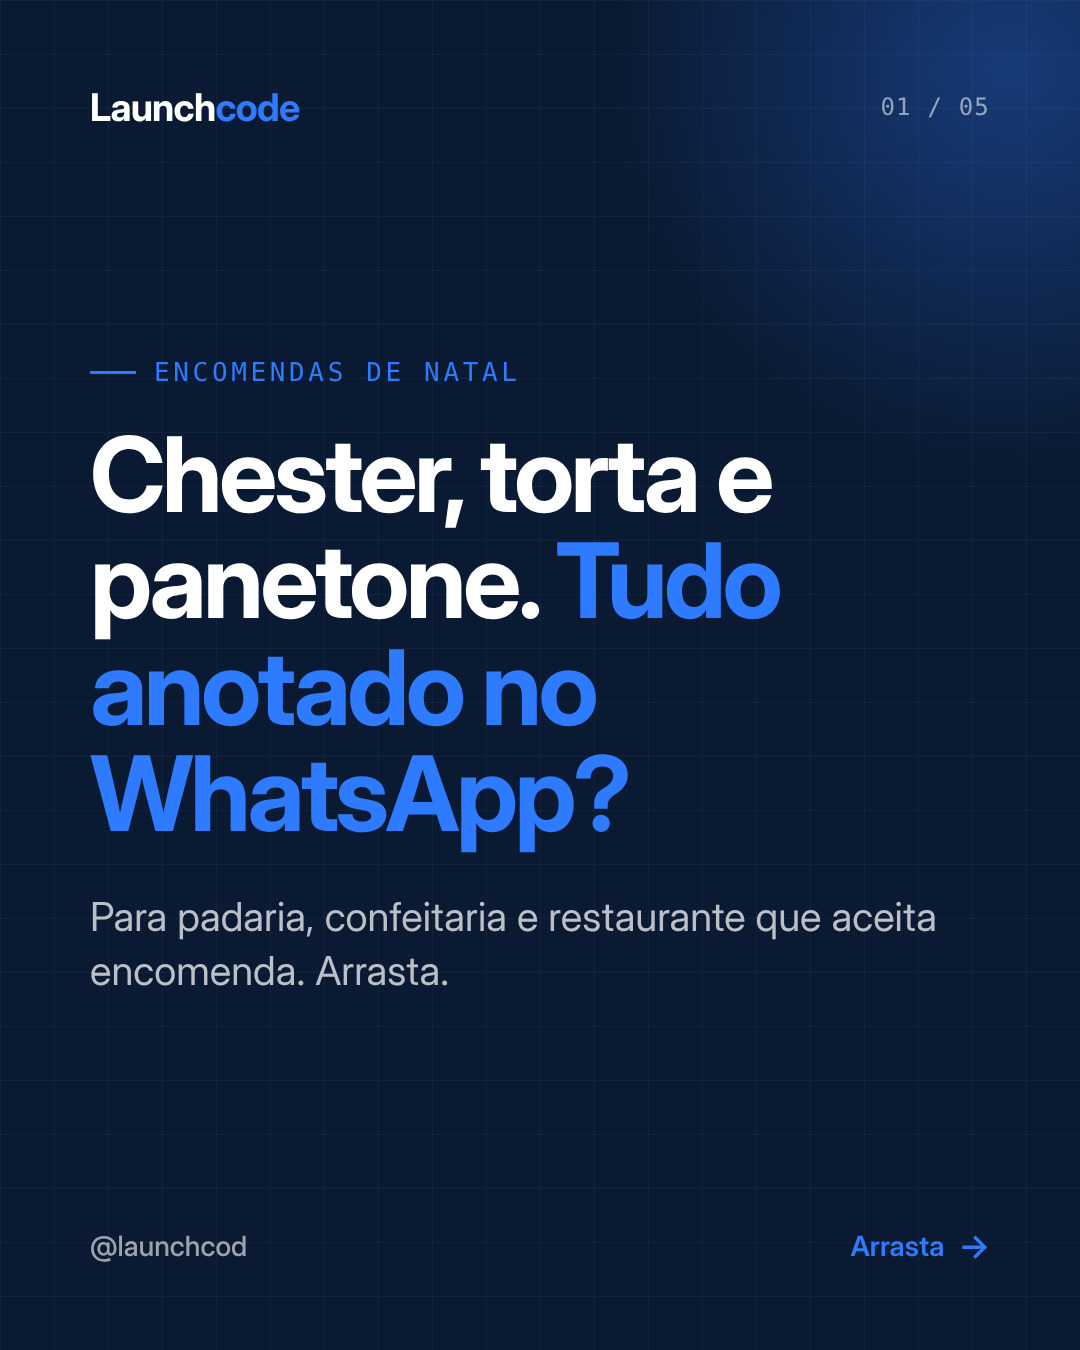 Launchcode
01 / 05
ENCOMENDAS DE NATAL
Chester, torta e
panetone. Tudo
anotado no
WhatsApp?
Para padaria, confeitaria e restaurante que aceita
encomenda. Arrasta.
@launchcod
Arrasta →